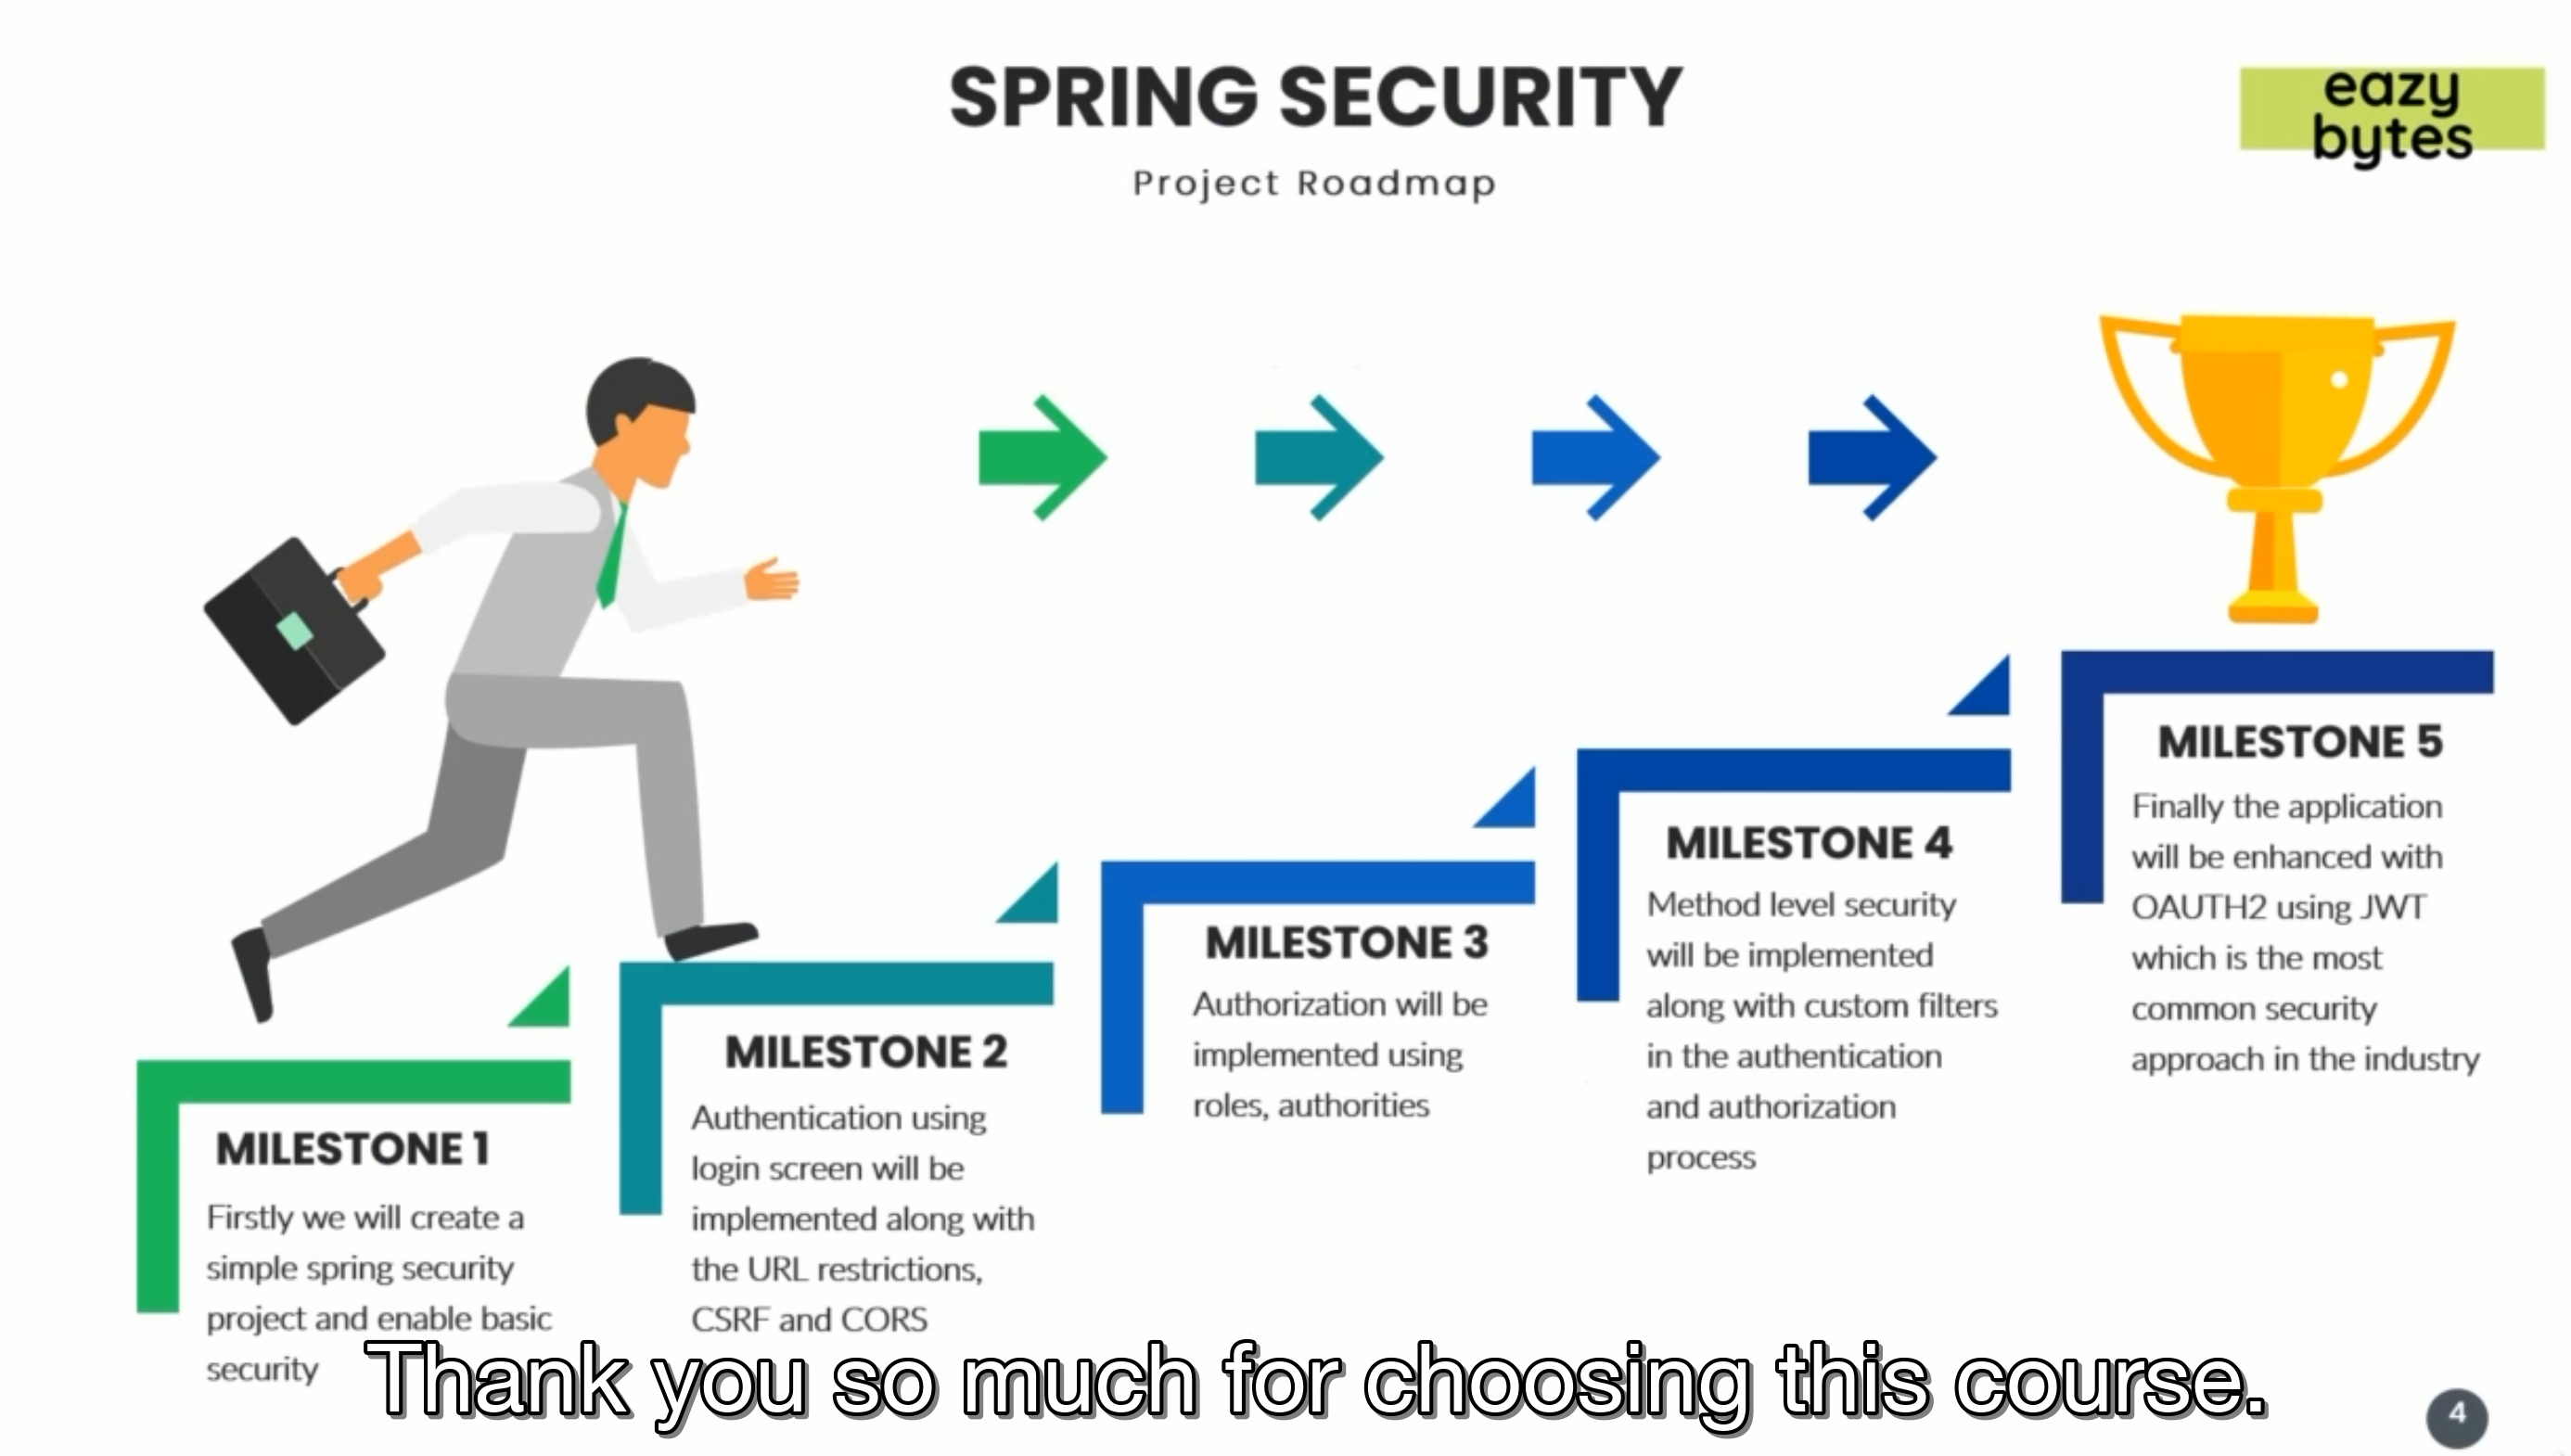 SPRING SECURITY
Project Roadmap
eazy
bytes
MILESTONE 1
Firstly we will create a
simple spring security
project and enable basic
security
MILESTONE 2
Authentication using
login screen will be
implemented along with
the URL restrictions,
CSRF and CORS
MILESTONE 3
Authorization will be
implemented using
roles, authorities
MILESTONE 4
Method level security
will be implemented
along with custom filters
in the authentication
and authorization
process
MILESTONE 5
Finally the application
will be enhanced with
OAUTH2 using JWT
which is the most
common security
approach in the industry
Thank you so much for choosing this course.
4